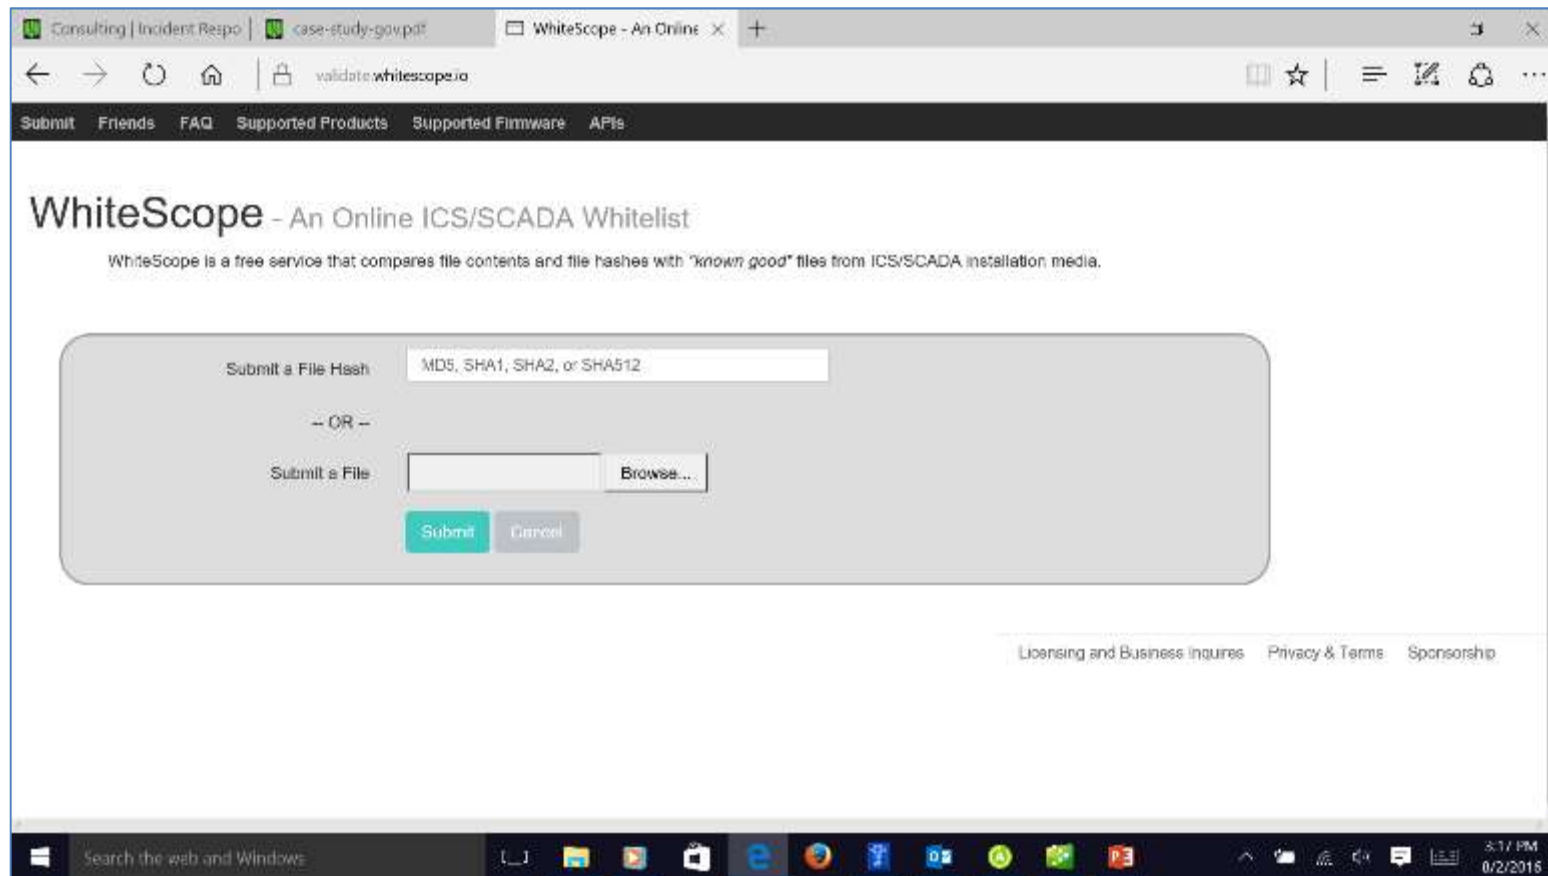 Consulting | Incident Respo
case-study-gov.pdf
WhiteScope - An Online
validate.whitescope.io
Submit Friends FAQ Supported Products Supported Firmware APIs
WhiteScope - An Online ICS/SCADA Whitelist
WhiteScope is a free service that compares file contents and file hashes with "known good" files from ICS/SCADA installation media.
Submit a File Hash
MD5, SHA1, SHA2, or SHA512
-- OR --
Submit a File
Browse...
Submit Cancel
Licensing and Business Inquires Privacy & Terms Sponsorship
Search the web and Windows
3:17 PM
8/2/2016